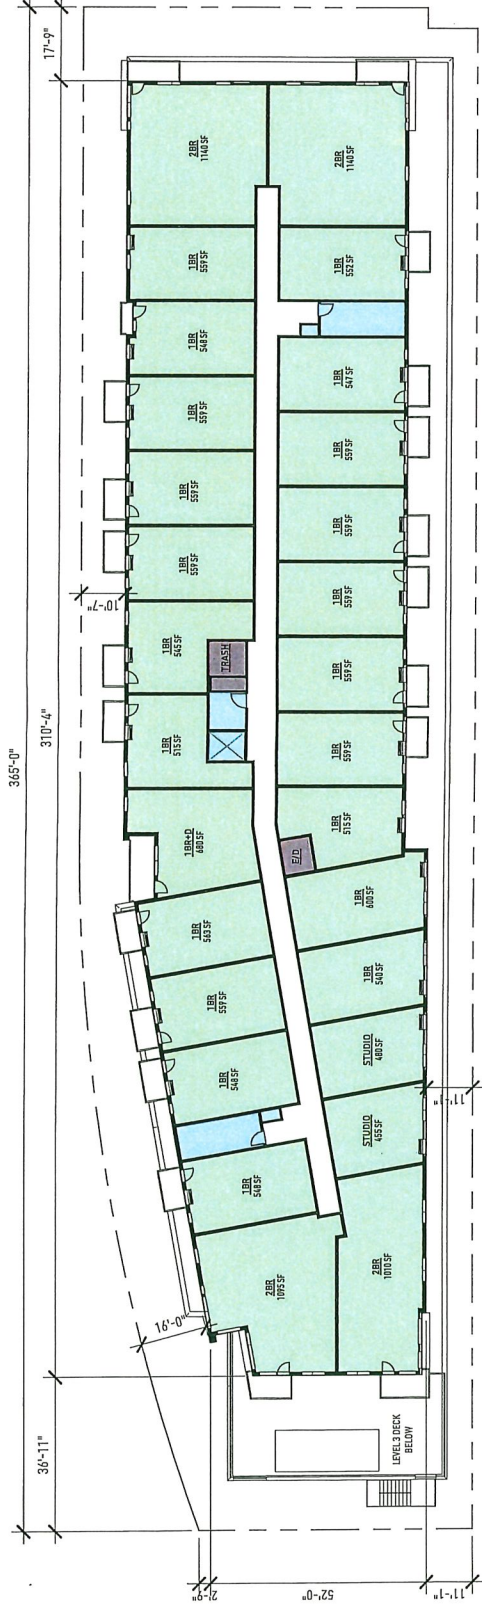 365'-0"
36'-11"
310'-4"
17'-9"
16'-0"
10'-7"
2'-9"
52'-0"
11'-1"
11'-1"
2BR
1095 SF
1BR
548 SF
1BR
548 SF
1BR
559 SF
1BR
563 SF
1BR+D
680 SF
1BR
515 SF
1BR
545 SF
1BR
559 SF
1BR
559 SF
1BR
559 SF
1BR
548 SF
1BR
559 SF
2BR
1140 SF
TRASH
E/D
2BR
1010 SF
STUDIO
455 SF
STUDIO
480 SF
1BR
540 SF
1BR
600 SF
1BR
515 SF
1BR
559 SF
1BR
559 SF
1BR
559 SF
1BR
559 SF
1BR
559 SF
1BR
547 SF
1BR
552 SF
2BR
1140 SF
LEVEL 3 DECK
BELOW